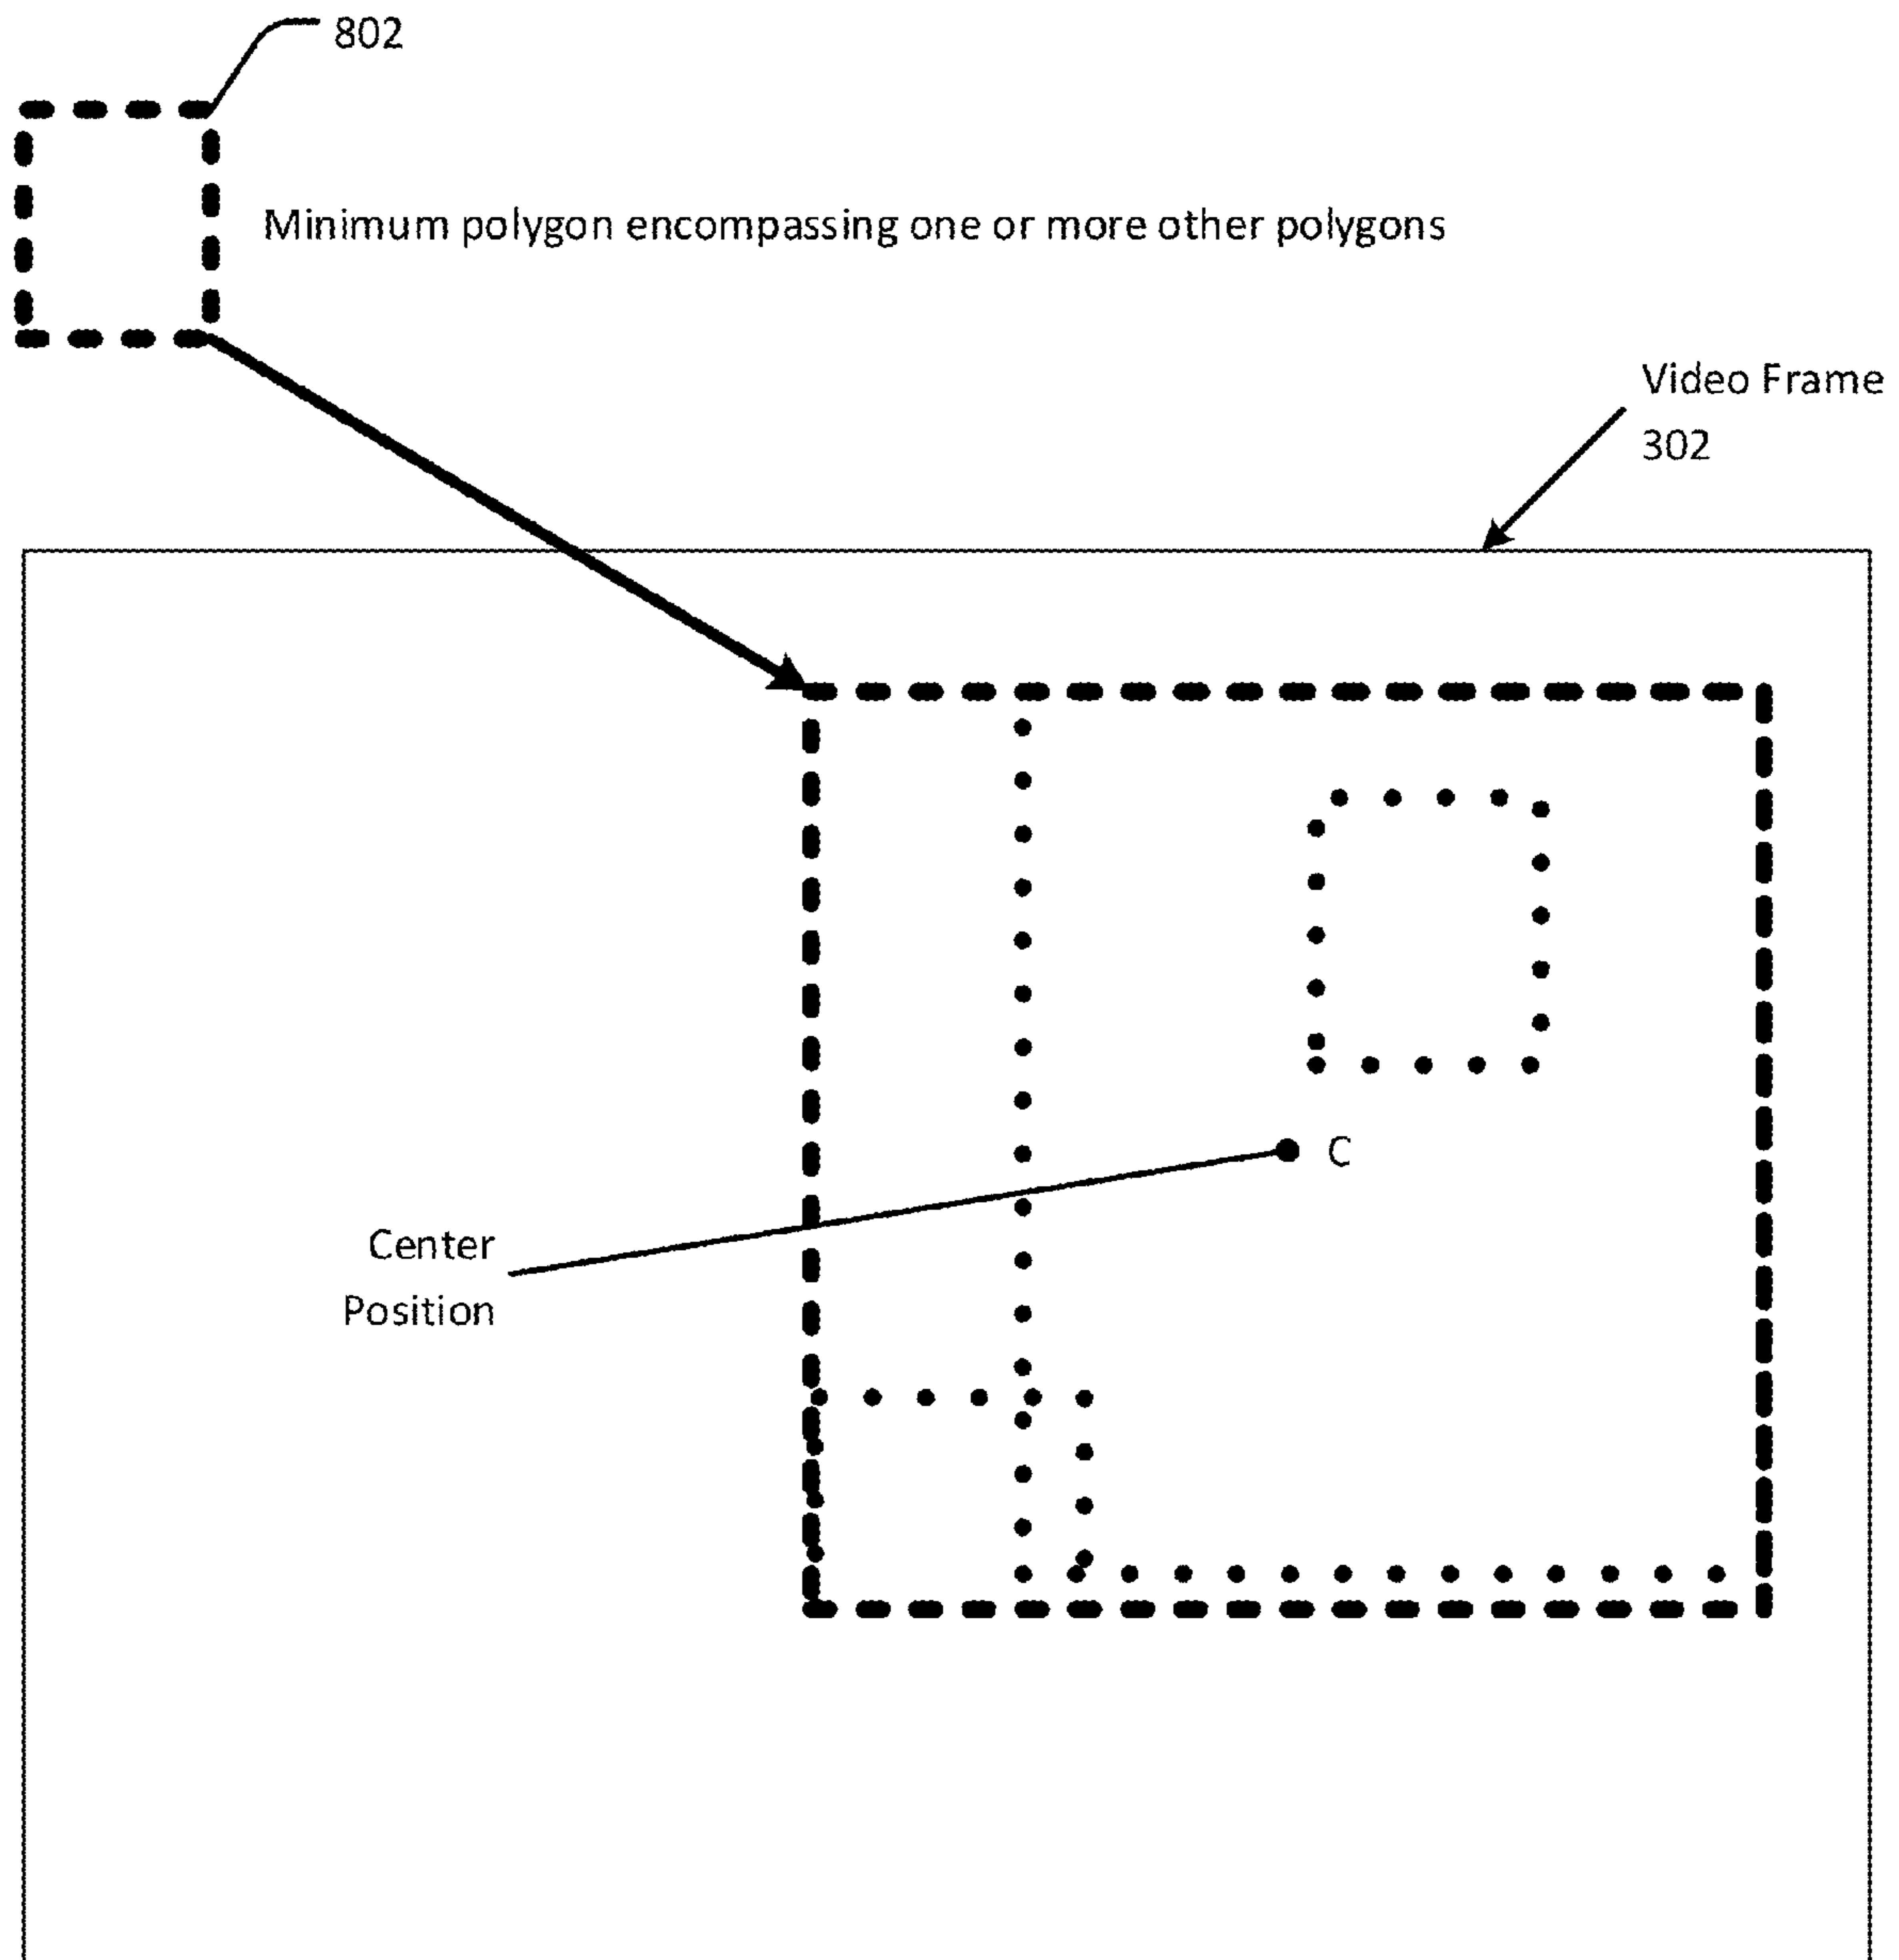 802
Minimum polygon encompassing one or more other polygons
Video Frame
302
C
Center
Position